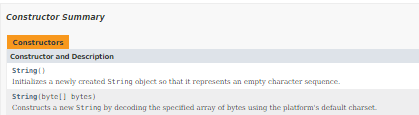 Constructor Summary
Constructors
Constructor and Description
String()
Initializes a newly created String object so that it represents an empty character sequence.
String(byte[] bytes)
Constructs a new String by decoding the specified array of bytes using the platform's default charset.